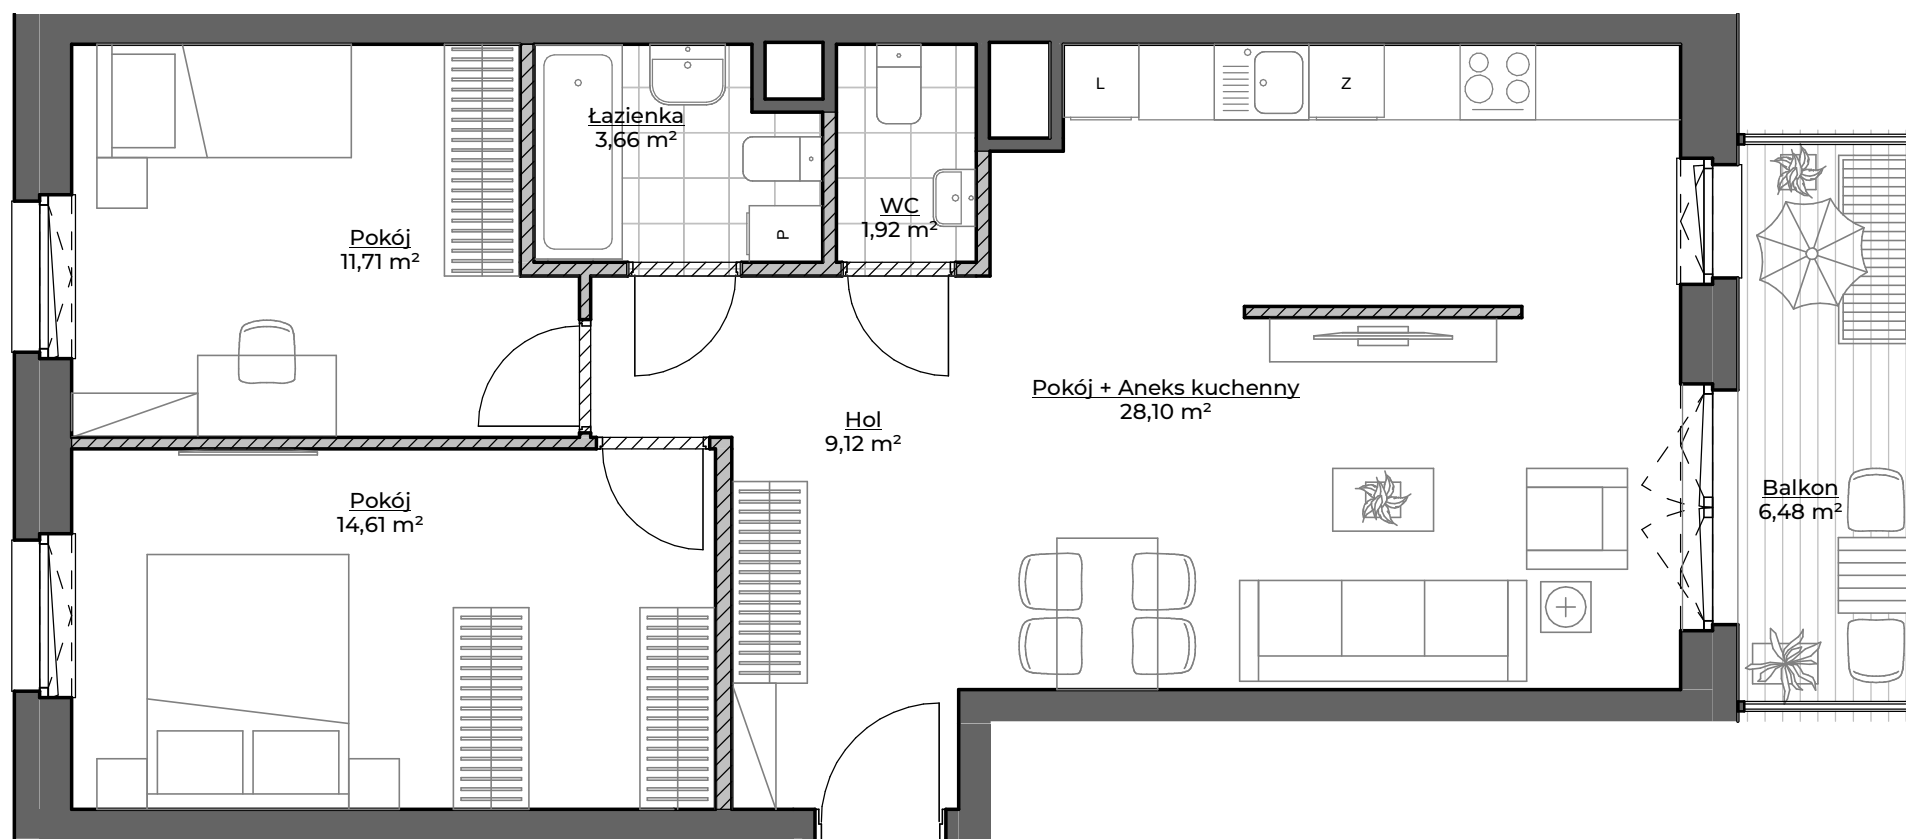 L
Z
Łazienka
3,66 m²
WC
1,92 m²
P
Pokój
11,71 m²
Pokój + Aneks kuchenny
28,10 m²
Hol
9,12 m²
Pokój
14,61 m²
Balkon
6,48 m²